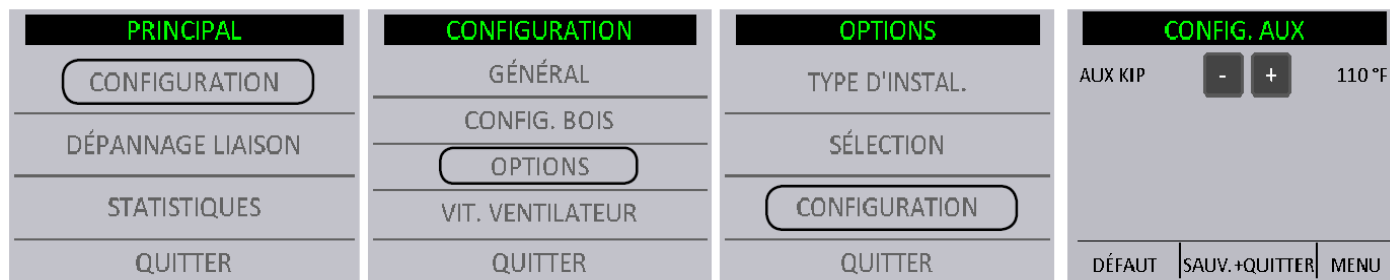 PRINCIPAL
CONFIGURATION
DÉPANNAGE LIAISON
STATISTIQUES
QUITTER
CONFIGURATION
GÉNÉRAL
CONFIG. BOIS
OPTIONS
VIT. VENTILATEUR
QUITTER
OPTIONS
TYPE D'INSTAL.
SÉLECTION
CONFIGURATION
QUITTER
CONFIG. AUX
AUX KIP - + 110 °F
DÉFAUT SAUV.+QUITTER MENU